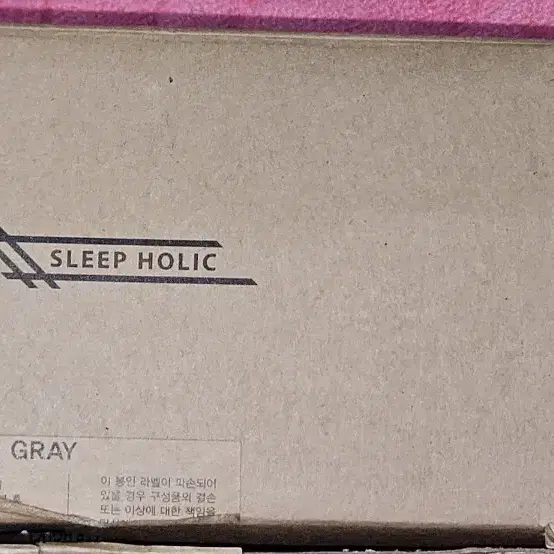 SLEEP HOLIC
GRAY
이 봉인 라벨이 파손되어
있을 경우 구성품의 결손
또는 이상에 대한 책임을